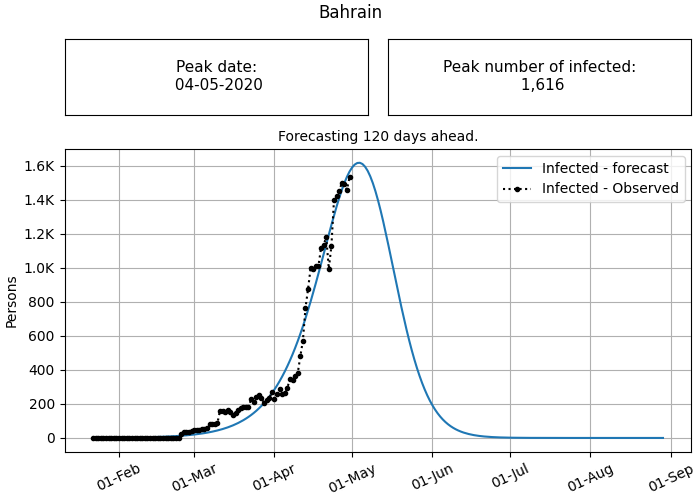 Bahrain
Peak date:
04-05-2020
Peak number of infected:
1,616
Forecasting 120 days ahead.
Infected - forecast
Infected - Observed
Persons
1.6K
1.4K
1.2K
1.0K
800
600
400
200
0
01-Feb
01-Mar
01-Apr
01-May
01-Jun
01-Jul
01-Aug
01-Sep